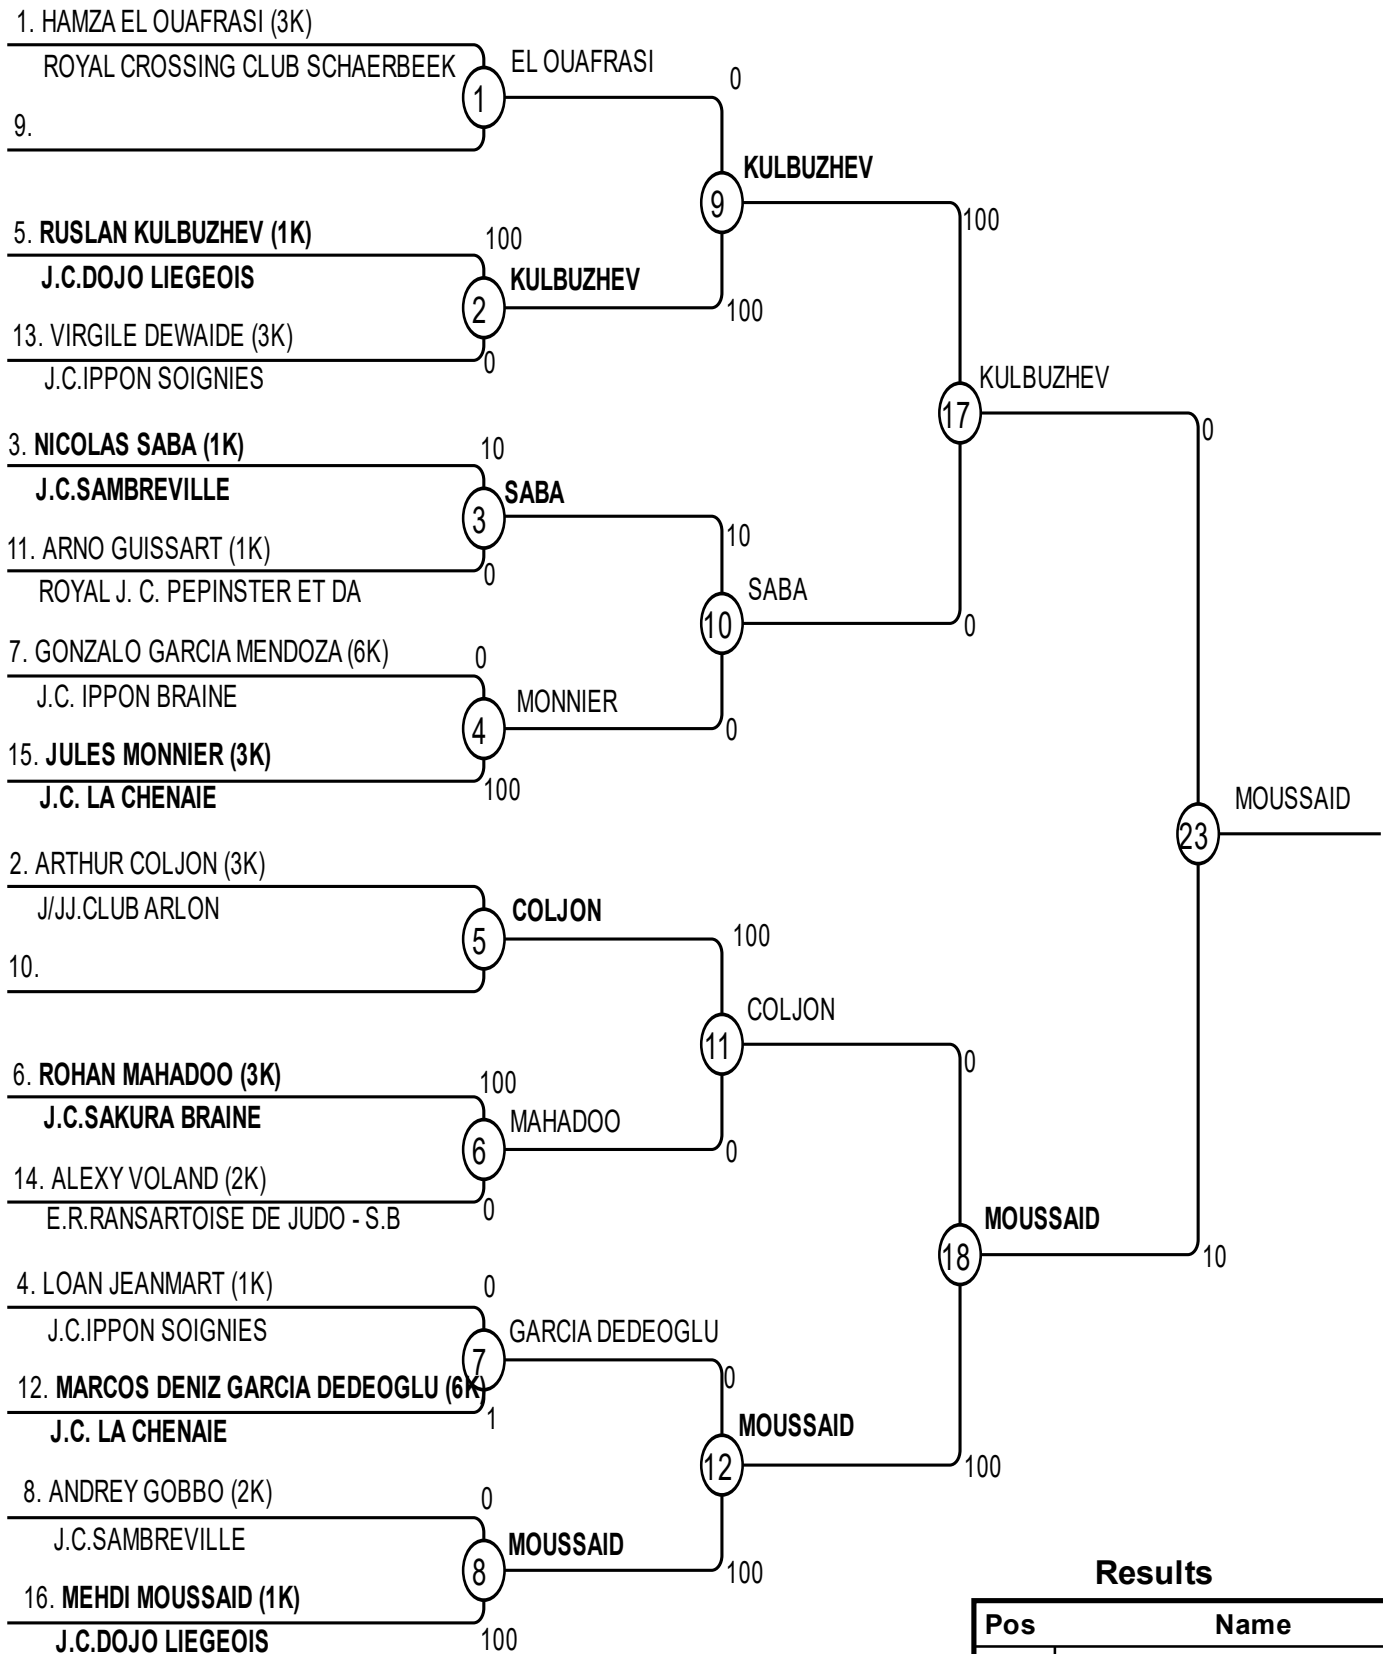 1. HAMZA EL OUAFRASI (3K)
ROYAL CROSSING CLUB SCHAERBEEK
1
EL OUAFRASI
0
9.
KULBUZHEV
9
100
5. RUSLAN KULBUZHEV (1K)
100
J.C.DOJO LIEGEOIS
2
KULBUZHEV
100
13. VIRGILE DEWAIDE (3K)
0
J.C.IPPON SOIGNIES
KULBUZHEV
17
0
3. NICOLAS SABA (1K)
10
J.C.SAMBREVILLE
3
SABA
10
11. ARNO GUISSART (1K)
0
ROYAL J. C. PEPINSTER ET DA
SABA
10
0
7. GONZALO GARCIA MENDOZA (6K)
0
J.C. IPPON BRAINE
4
MONNIER
0
15. JULES MONNIER (3K)
100
J.C. LA CHENAIE
MOUSSAID
23
2. ARTHUR COLJON (3K)
J/JJ.CLUB ARLON
5
COLJON
100
10.
COLJON
11
0
6. ROHAN MAHADOO (3K)
100
J.C.SAKURA BRAINE
6
MAHADOO
0
14. ALEXY VOLAND (2K)
0
E.R.RANSARTOISE DE JUDO - S.B
MOUSSAID
18
10
4. LOAN JEANMART (1K)
0
J.C.IPPON SOIGNIES
7
GARCIA DEDEOGLU
0
12. MARCOS DENIZ GARCIA DEDEOGLU (6K)
1
J.C. LA CHENAIE
MOUSSAID
12
100
8. ANDREY GOBBO (2K)
0
J.C.SAMBREVILLE
8
MOUSSAID
100
16. MEHDI MOUSSAID (1K)
100
J.C.DOJO LIEGEOIS
Results
Pos Name